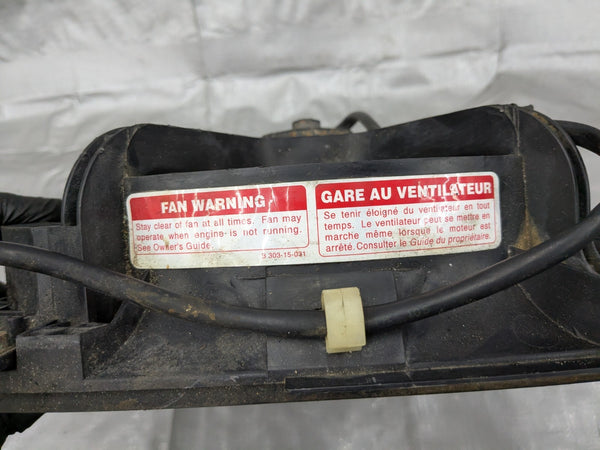 FAN WARNING
Stay clear of fan at all times. Fan may
operate when engine is not running.
See Owner's Guide.
GARE AU VENTILATEUR
Se tenir éloigné du ventilateur en tout
temps. Le ventilateur peut se mettre en
marche même lorsque le moteur est
arrêté. Consulter le Guide du propriétaire.